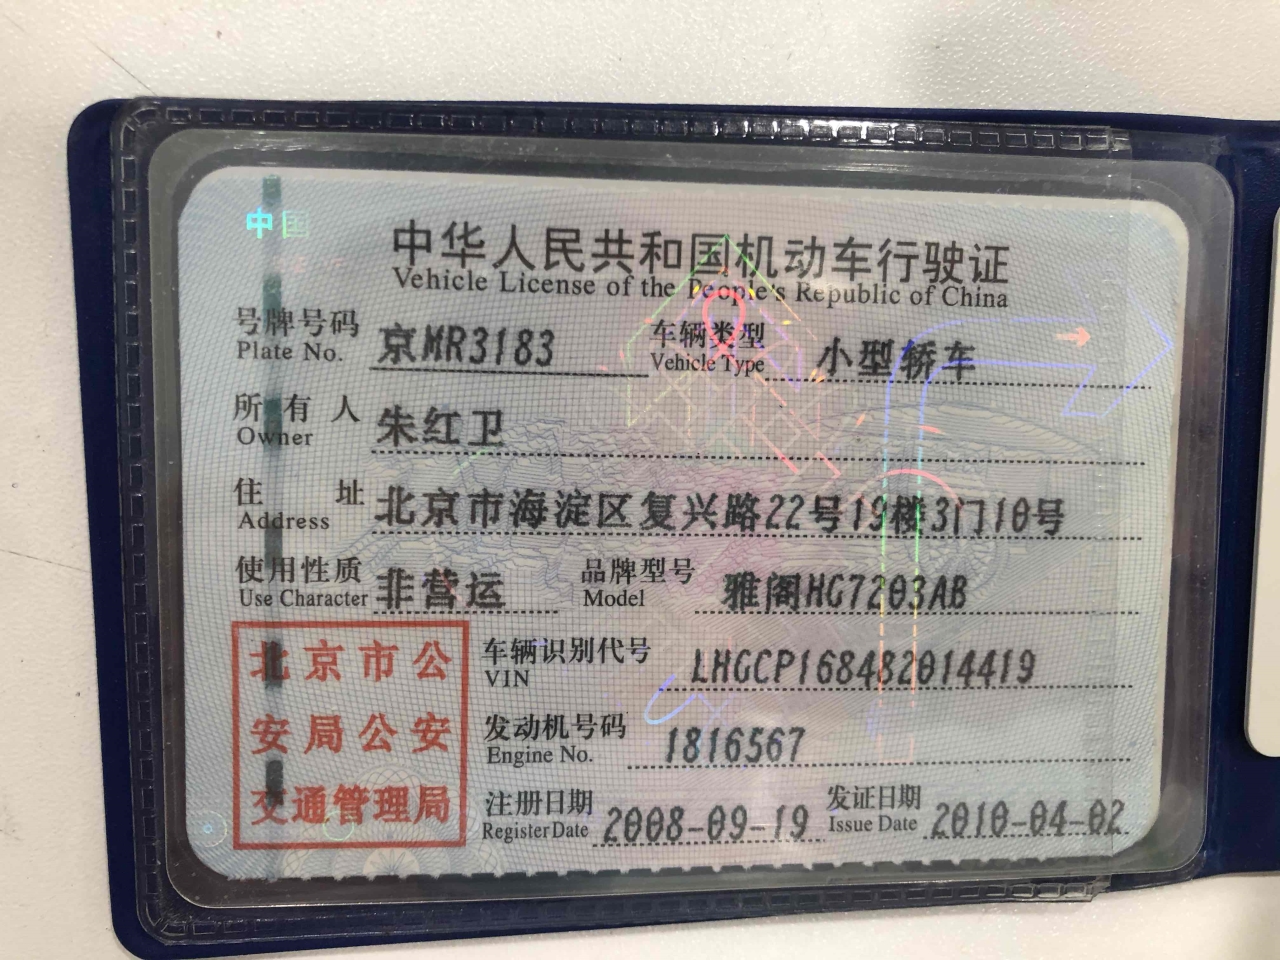 中国
中华人民共和国机动车行驶证
Vehicle License of the People's Republic of China
号牌号码 京MR3183 车辆类型 小型轿车
Plate No. Vehicle Type
所有人 朱红卫
Owner
住址 北京市海淀区复兴路22号19楼3门10号
Address
使用性质 非营运 品牌型号 雅阁HG7203AB
Use Character Model
北京市公
安局公安
交通管理局
车辆识别代号 LHGCP168482014419
VIN
发动机号码 1816567
Engine No.
注册日期 2008-09-19 发证日期 2010-04-02
Register Date Issue Date